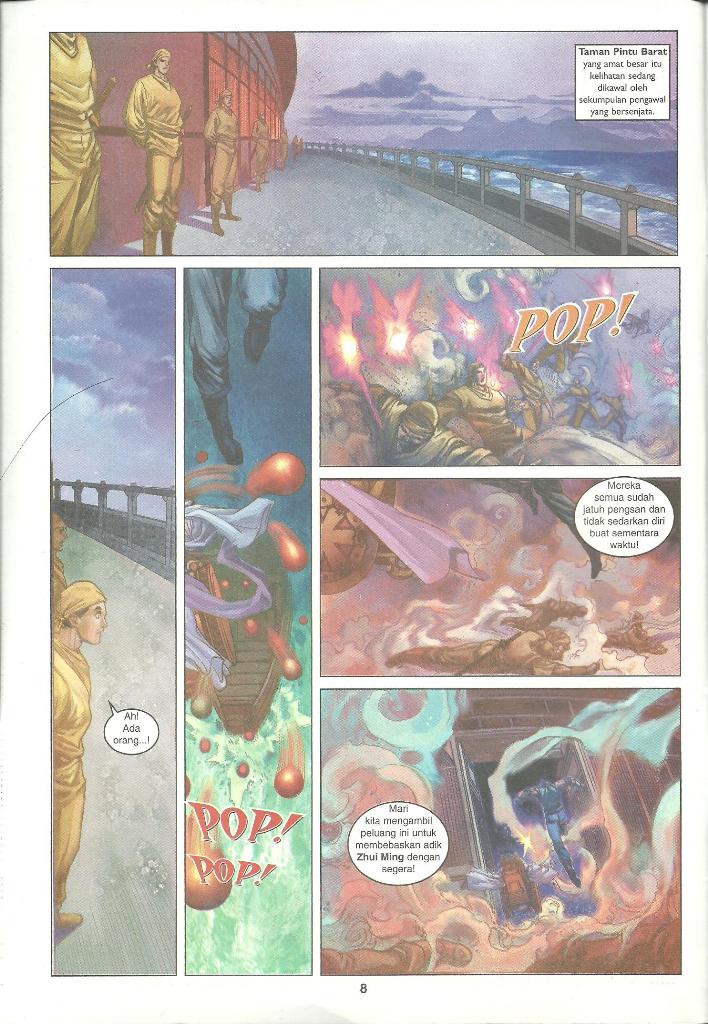 Taman Pintu Barat
yang amat besar itu
kelihatan sedang
dikawal oleh
sekumpulan pengawal
yang bersenjata.
Ah!
Ada
orang...!
POP!
POP!
POP!
Mereka
semua sudah
jatuh pengsan dan
tidak sedarkan diri
buat sementara
waktu!
Mari
kita mengambil
peluang ini untuk
membebaskan adik
Zhui Ming dengan
segera!
8